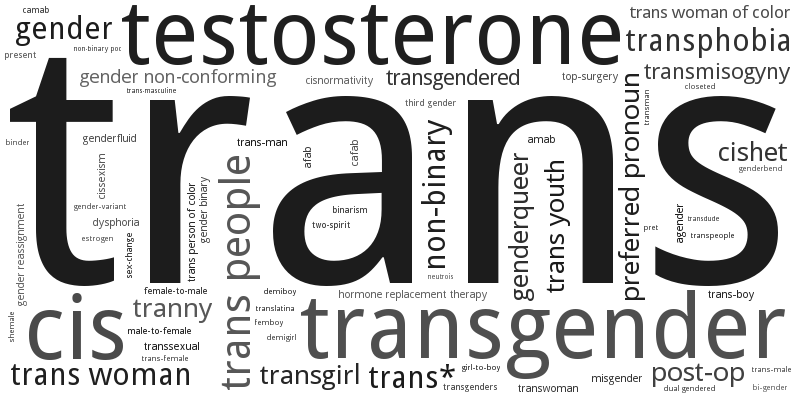 camab
gender
testosterone
trans woman of color
non-binary poc
transphobia
present
gender non-conforming
cisnormativity
transgendered
top-surgery
transmisogyny
trans-masculine
closeted
trans
third gender
transman
preferred pronoun
binder
genderfluid
trans-man
afab
cafab
non-binary
amab
cishet
genderbend
cissexism
trans people
genderqueer
trans youth
gender-variant
trans person of color
gender binary
binarism
two-spirit
dysphoria
estrogen
sex-change
agender
transdude
pret
transpeople
gender reassignment
neutrois
female-to-male
demiboy
hormone replacement therapy
trans-boy
cis
tranny
translatina
femboy
demigirl
transgender
shemale
male-to-female
transsexual
trans-female
trans woman
transgirl
trans*
girl-to-boy
transgenders
transwoman
misgender
post-op
dual gendered
trans-male
bi-gender